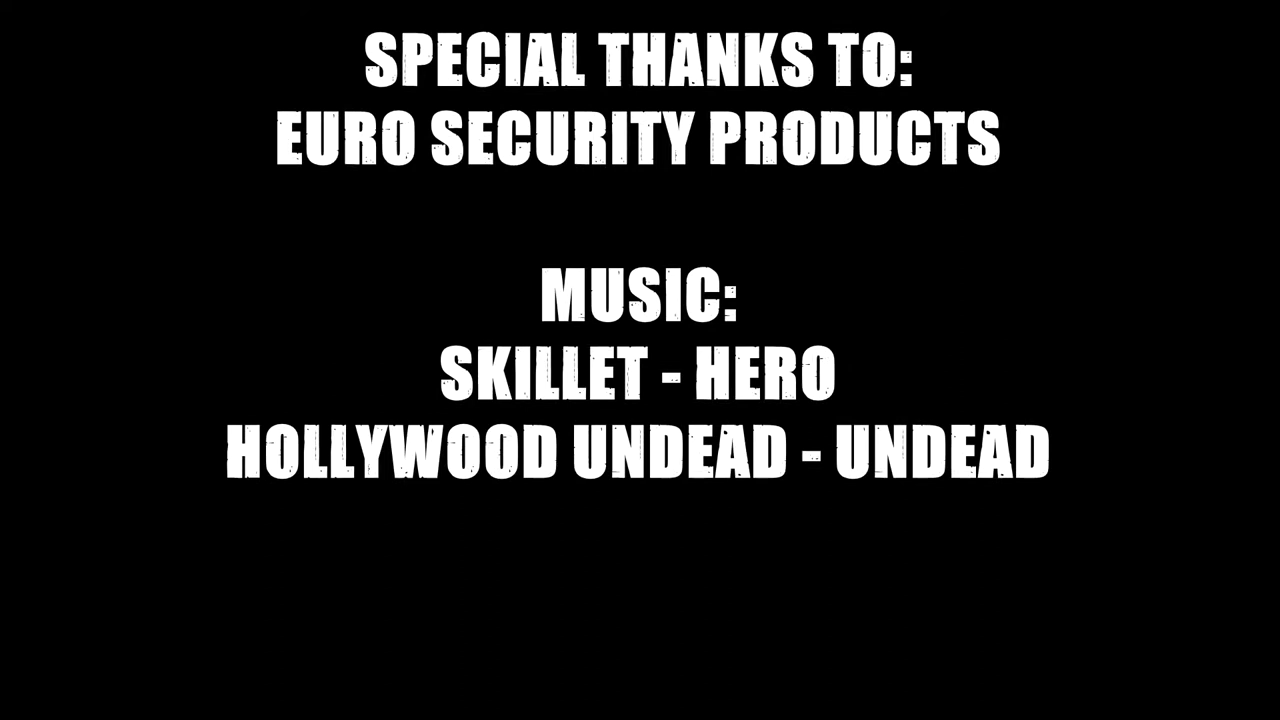 SPECIAL THANKS TO:
EURO SECURITY PRODUCTS
MUSIC:
SKILLET - HERO
HOLLYWOOD UNDEAD - UNDEAD